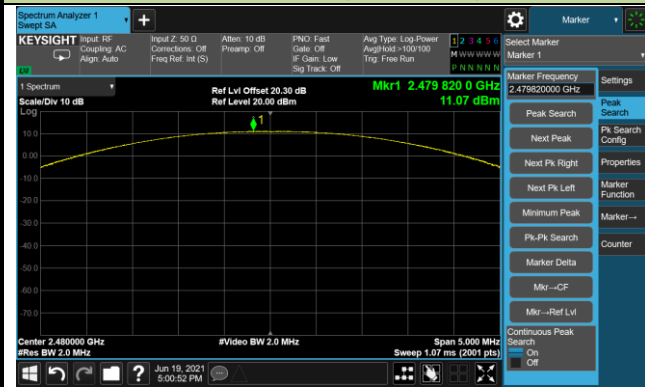 Spectrum Analyzer 1
Swept SA
Marker
KEYSIGHT
Input: RF
Coupling: AC
Align: Auto
Input Z: 50 Ω
Corrections: Off
Freq Ref: Int (S)
Atten: 10 dB
Preamp: Off
PNO: Fast
Gate: Off
IF Gain: Low
Sig Track: Off
Avg Type: Log-Power
Avg|Hold:>100/100
Trig: Free Run
1 2 3 4 5 6
M W W W W W
P N N N N N
Select Marker
Marker 1
1 Spectrum
Scale/Div 10 dB
Log
Ref Lvl Offset 20.30 dB
Ref Level 20.00 dBm
Mkr1 2.479 820 0 GHz
11.07 dBm
1
10.0
0.00
-10.0
-20.0
-30.0
-40.0
-50.0
-60.0
-70.0
Center 2.480000 GHz
#Res BW 2.0 MHz
#Video BW 2.0 MHz
Span 5.000 MHz
Sweep 1.07 ms (2001 pts)
Marker Frequency
2.479820000 GHz
Peak Search
Next Peak
Next Pk Right
Next Pk Left
Minimum Peak
Pk-Pk Search
Marker Delta
Mkr→CF
Mkr→Ref Lvl
Continuous Peak
Search
On
Off
Settings
Peak
Search
Pk Search
Config
Properties
Marker
Function
Marker→
Counter
?
Jun 19, 2021
5:00:52 PM